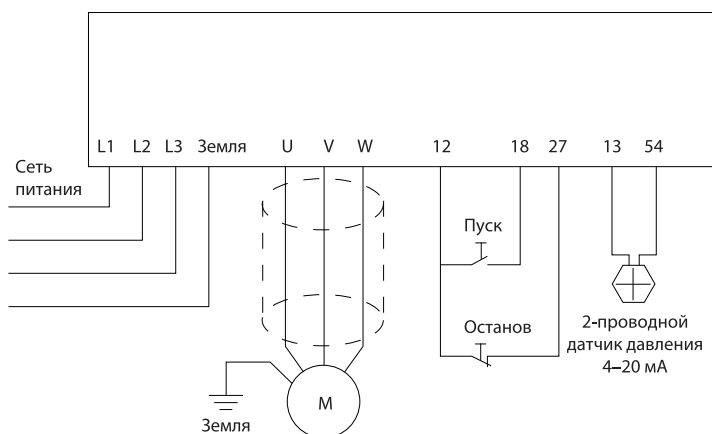 L1 L2 L3 Земля U V W 12 18 27 13 54
Сеть
питания
Пуск
Останов
2-проводной
датчик давления
4–20 мА
М
Земля